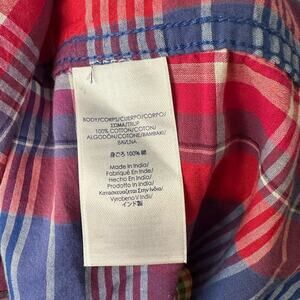 BODY/CORPS/CUERPO/CORPO/
ΣΩΜΑ/TRUP
100% COTTON/COTON/
ALGODÓN/COTONE/BAMBAKI/
BAVLNA
身ごろ 100% 綿
Made In India/
Fabriqué En Inde/
Hecho En India/
Prodotto In India/
Κατασκευάζεται Στην Ινδία/
Vyrobeno V Indii/
インド製